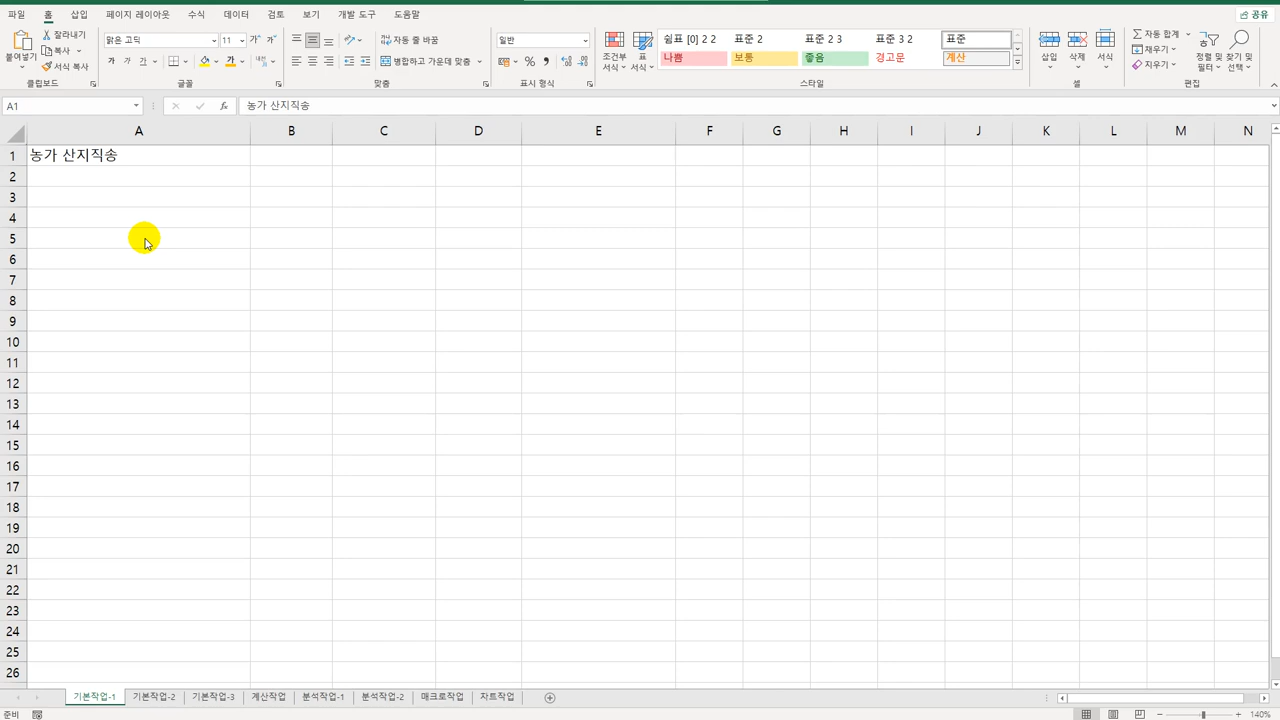 파일 홈 삽입 페이지 레이아웃 수식 데이터 검토 보기 개발 도구 도움말 공유
붙여넣기 잘라내기 복사 서식 복사 클립보드
맑은 고딕 11 가 가 가 가 가 글꼴
자동 줄 바꿈 병합하고 가운데 맞춤 맞춤
일반 % 표시 형식
조건부 서식 표 서식 쉼표 [0] 2 2 표준 2 표준 2 3 표준 3 2 표준
나쁨 보통 좋음 경고문 계산 스타일
삽입 삭제 서식 셀
자동 합계 채우기 지우기 정렬 및 필터 찾기 및 선택 편집
A1 fx 농가 산지직송
A B C D E F G H I J K L M N
1 농가 산지직송
2
3
4
5
6
7
8
9
10
11
12
13
14
15
16
17
18
19
20
21
22
23
24
25
26
기본작업-1 기본작업-2 기본작업-3 계산작업 분석작업-1 분석작업-2 매크로작업 차트작업
준비 140%